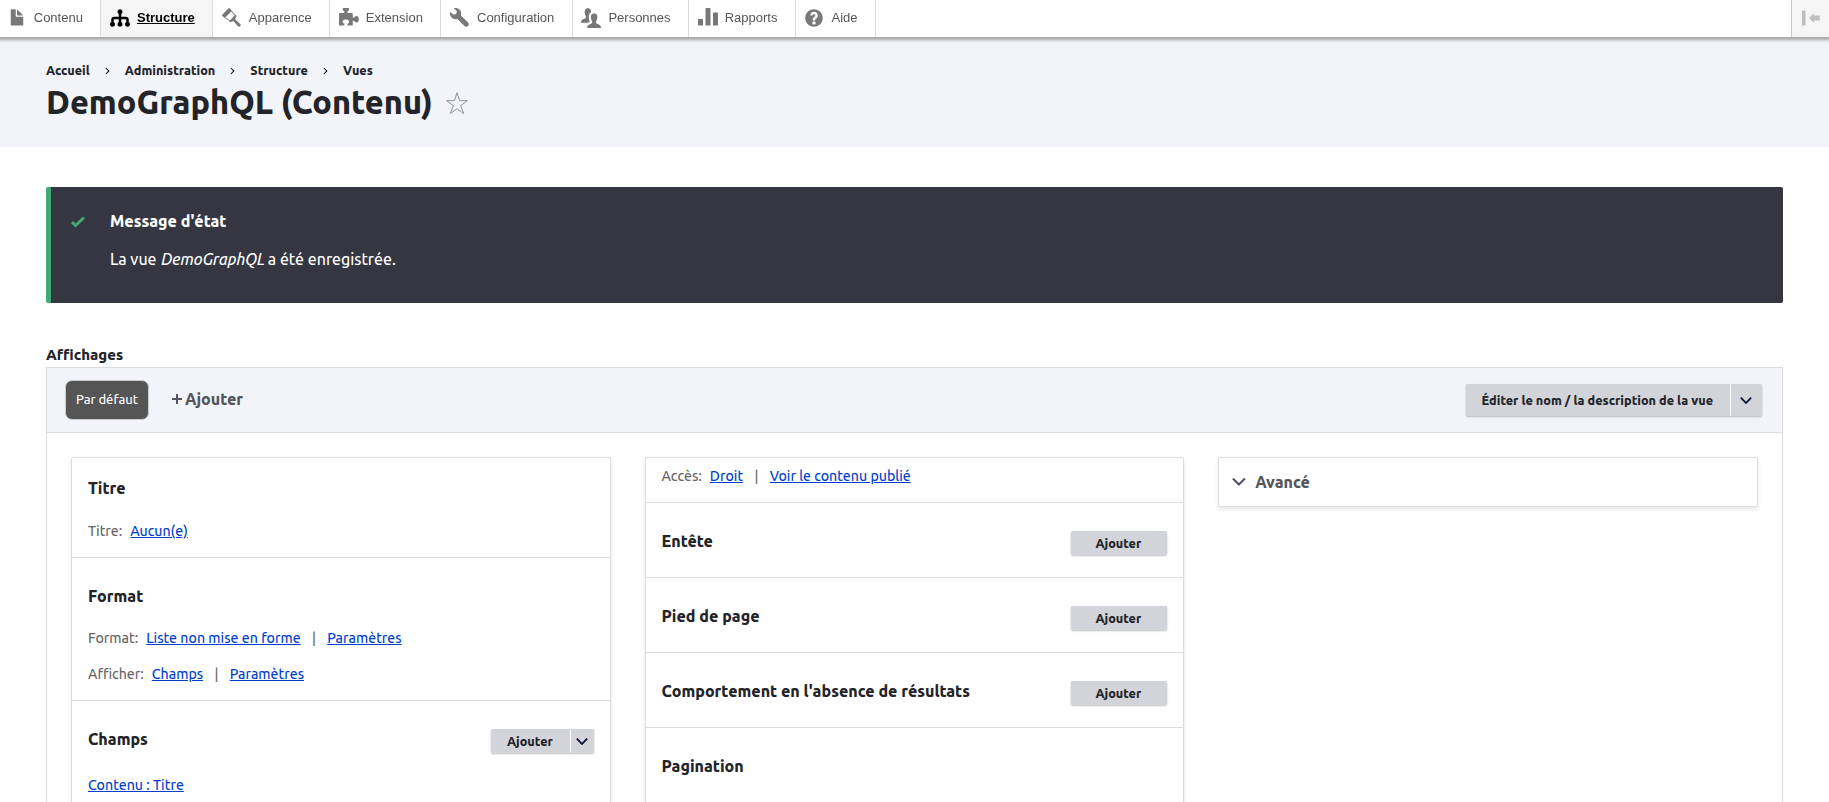 Contenu Structure Apparence Extension Configuration Personnes Rapports Aide
Accueil › Administration › Structure › Vues
DemoGraphQL (Contenu)
Message d'état
La vue DemoGraphQL a été enregistrée.
Affichages
Par défaut +Ajouter Éditer le nom / la description de la vue
Titre
Titre: Aucun(e)
Format
Format: Liste non mise en forme | Paramètres
Afficher: Champs | Paramètres
Champs Ajouter
Contenu : Titre
Accès: Droit | Voir le contenu publié
Entête Ajouter
Pied de page Ajouter
Comportement en l'absence de résultats Ajouter
Pagination
Avancé